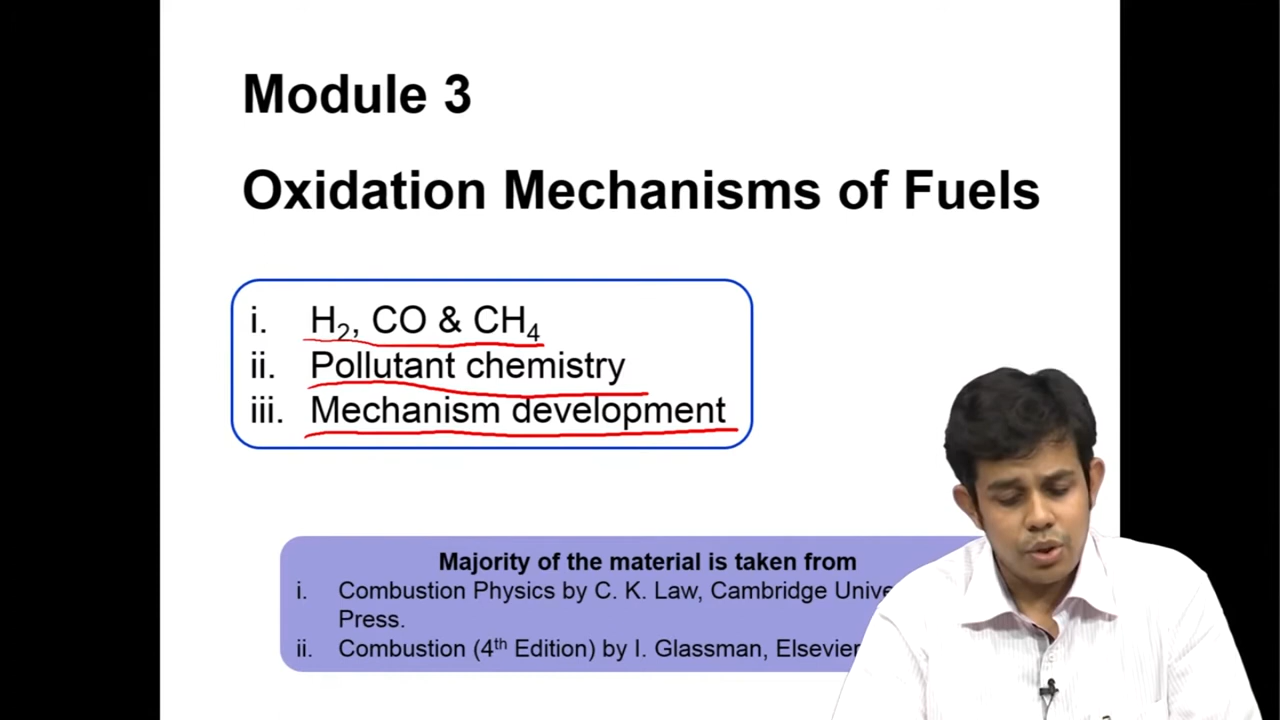 Module 3
Oxidation Mechanisms of Fuels
i. H₂, CO & CH₄
ii. Pollutant chemistry
iii. Mechanism development
Majority of the material is taken from
i. Combustion Physics by C. K. Law, Cambridge
Press.
ii. Combustion (4th Edition) by I. Glassman, Elsevier